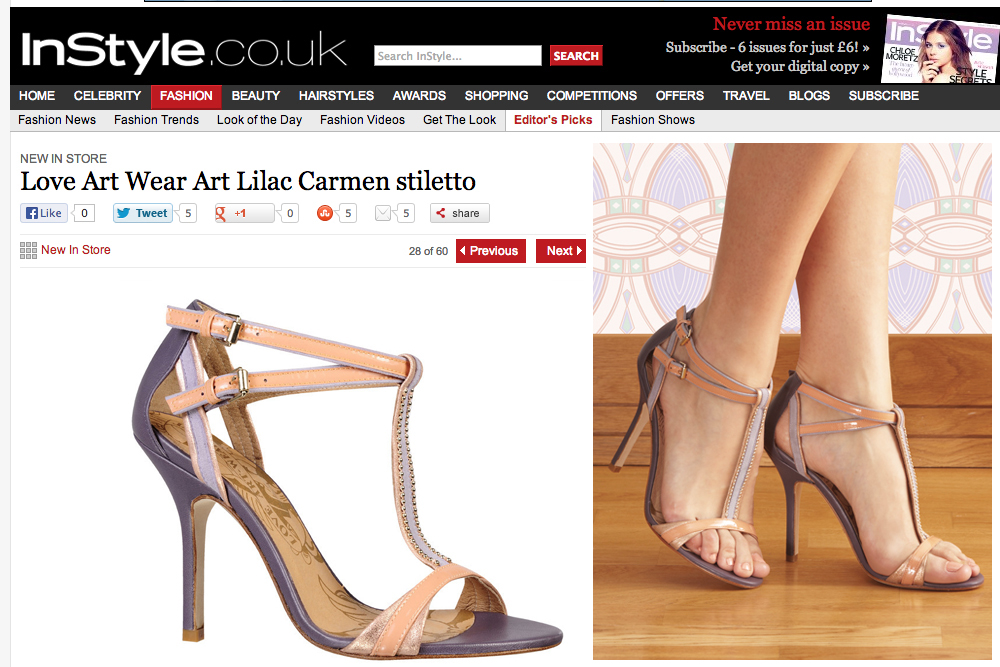 InStyle.co.uk
Search InStyle...
SEARCH
Never miss an issue
Subscribe - 6 issues for just £6! »
Get your digital copy »
InStyle
CHLOE
MORETZ
STYLE
SECRETS
HOME CELEBRITY FASHION BEAUTY HAIRSTYLES AWARDS SHOPPING COMPETITIONS OFFERS TRAVEL BLOGS SUBSCRIBE
Fashion News Fashion Trends Look of the Day Fashion Videos Get The Look Editor's Picks Fashion Shows
NEW IN STORE
Love Art Wear Art Lilac Carmen stiletto
Like 0 Tweet 5 +1 0 5 5 share
New In Store 28 of 60 Previous Next